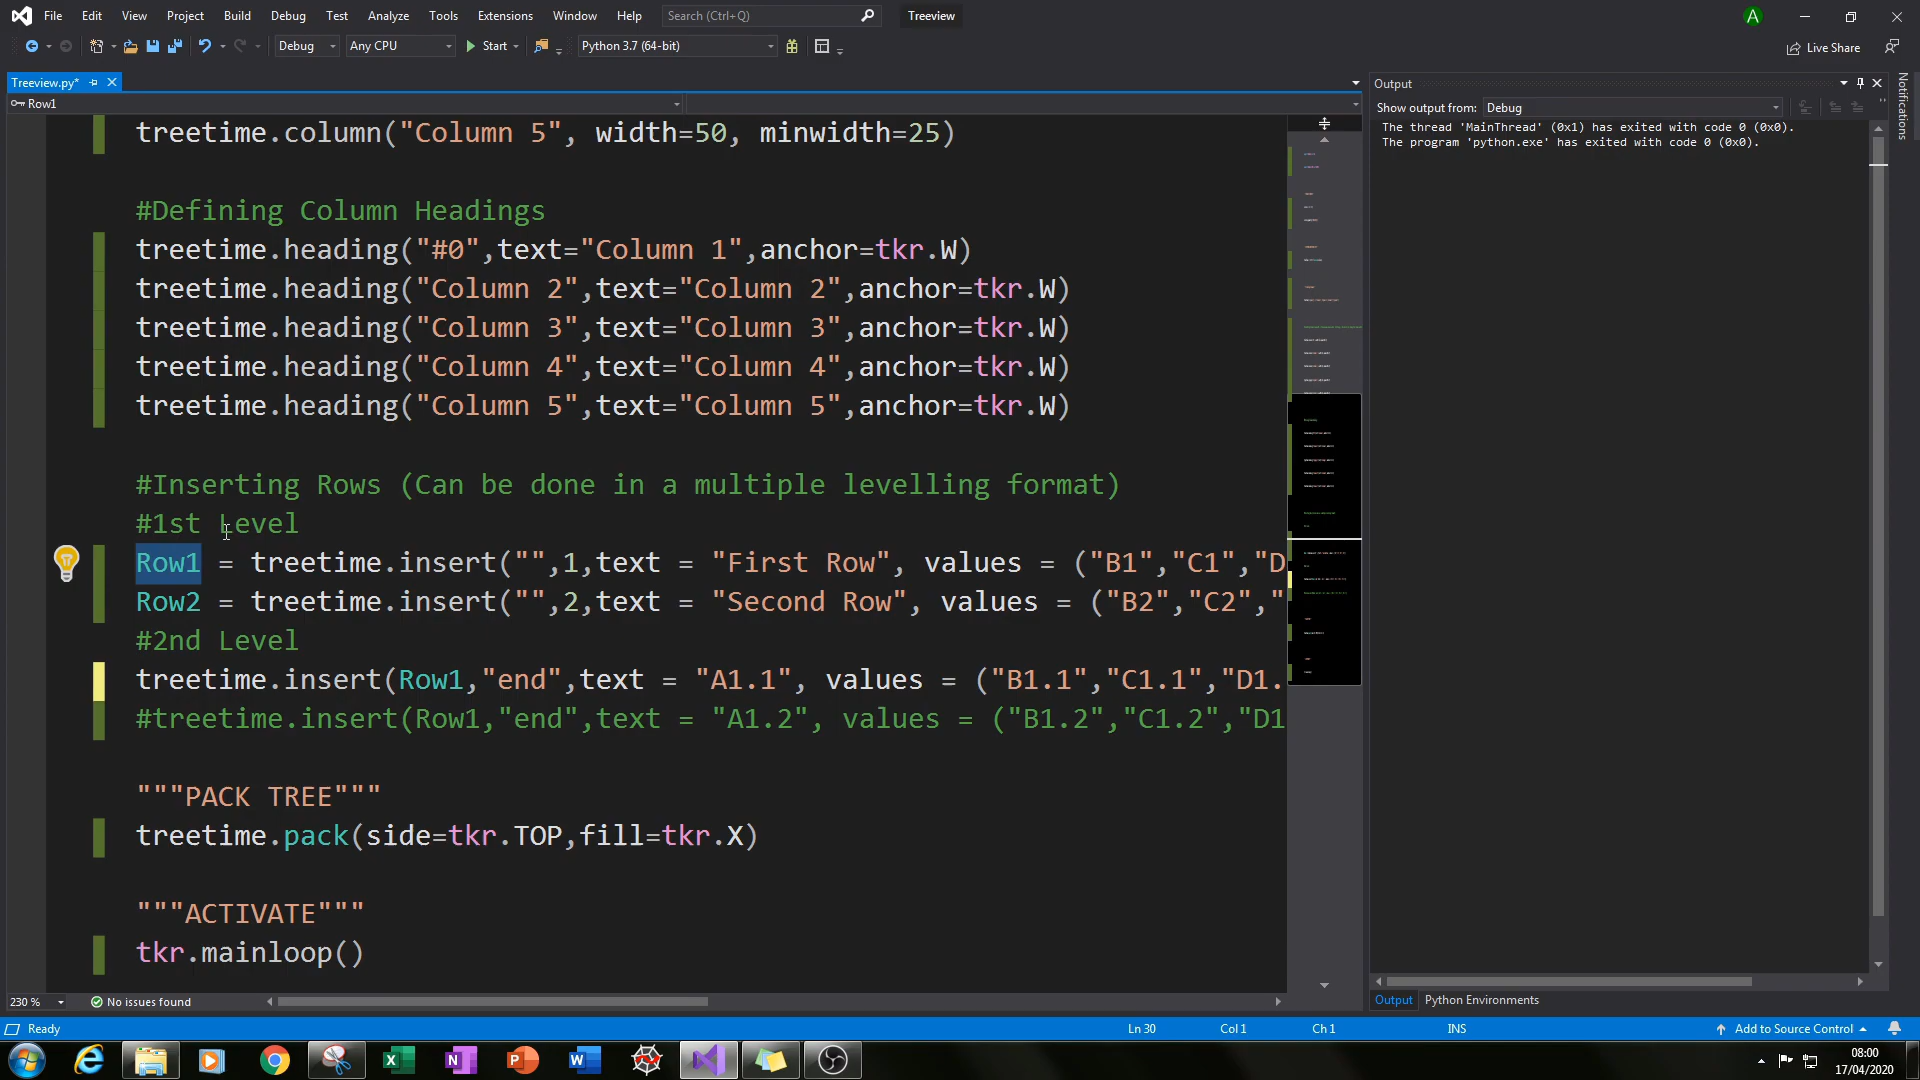 File Edit View Project Build Debug Test Analyze Tools Extensions Window Help Search (Ctrl+Q) Treeview A
Debug Any CPU Start Python 3.7 (64-bit) Live Share
Treeview.py* Output Notifications
Row1 Show output from: Debug
The thread 'MainThread' (0x1) has exited with code 0 (0x0).
The program 'python.exe' has exited with code 0 (0x0).
treetime.column("Column 5", width=50, minwidth=25)
#Defining Column Headings
treetime.heading("#0",text="Column 1",anchor=tkr.W)
treetime.heading("Column 2",text="Column 2",anchor=tkr.W)
treetime.heading("Column 3",text="Column 3",anchor=tkr.W)
treetime.heading("Column 4",text="Column 4",anchor=tkr.W)
treetime.heading("Column 5",text="Column 5",anchor=tkr.W)
#Inserting Rows (Can be done in a multiple levelling format)
#1st Level
Row1 = treetime.insert("",1,text = "First Row", values = ("B1","C1","D
Row2 = treetime.insert("",2,text = "Second Row", values = ("B2","C2","
#2nd Level
treetime.insert(Row1,"end",text = "A1.1", values = ("B1.1","C1.1","D1.
#treetime.insert(Row1,"end",text = "A1.2", values = ("B1.2","C1.2","D1
"""PACK TREE"""
treetime.pack(side=tkr.TOP,fill=tkr.X)
"""ACTIVATE"""
tkr.mainloop()
230 % No issues found Output Python Environments
Ready Ln 30 Col 1 Ch 1 INS Add to Source Control
08:00
17/04/2020